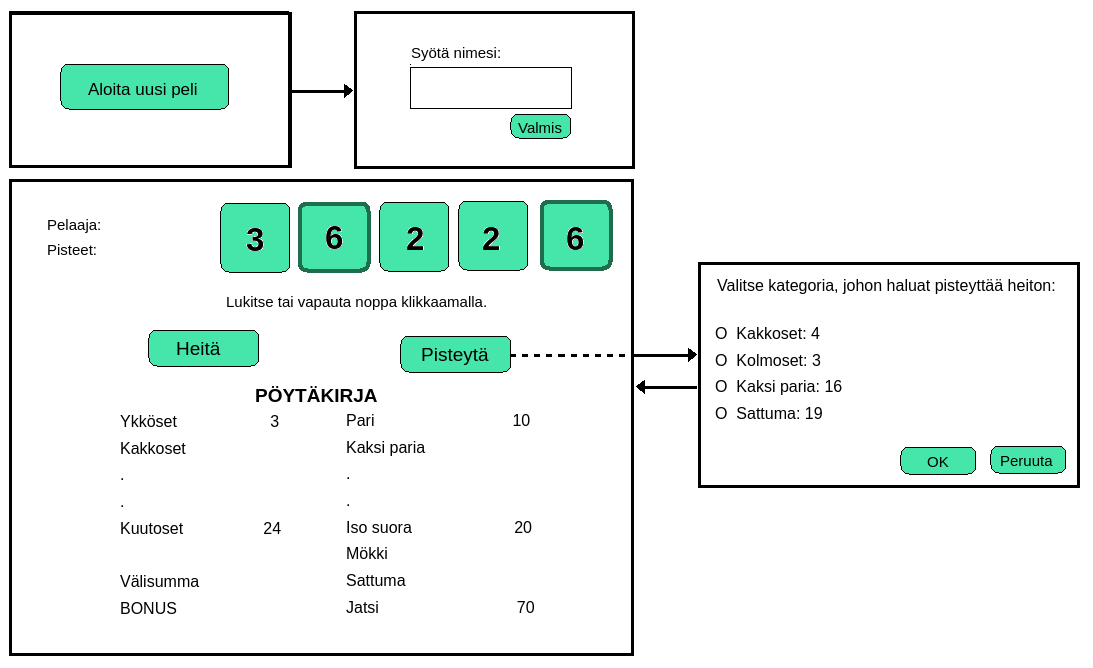 Aloita uusi peli
Syötä nimesi:
Valmis
Pelaaja:
Pisteet:
3 6 2 2 6
Lukitse tai vapauta noppa klikkaamalla.
Heitä
Pisteytä
PÖYTÄKIRJA
Ykköset 3 Pari 10
Kakkoset Kaksi paria
. .
. .
Kuutoset 24 Iso suora 20
Mökki
Välisumma Sattuma
BONUS Jatsi 70
Valitse kategoria, johon haluat pisteyttää heiton:
O Kakkoset: 4
O Kolmoset: 3
O Kaksi paria: 16
O Sattuma: 19
OK Peruuta